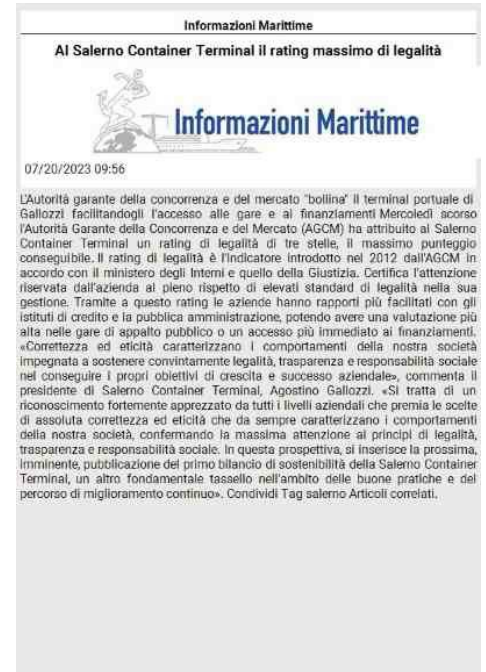 Informazioni Marittime
Al Salerno Container Terminal il rating massimo di legalità
Informazioni Marittime
07/20/2023 09:56
L'Autorità garante della concorrenza e del mercato "bollina" il terminal portuale di
Gallozzi facilitandogli l'accesso alle gare e ai finanziamenti Mercoledì scorso
l'Autorità Garante della Concorrenza e del Mercato (AGCM) ha attribuito al Salerno
Container Terminal un rating di legalità di tre stelle, il massimo punteggio
conseguibile. Il rating di legalità è l'indicatore introdotto nel 2012 dall'AGCM in
accordo con il ministero degli Interni e quello della Giustizia. Certifica l'attenzione
riservata dall'azienda al pieno rispetto di elevati standard di legalità nella sua
gestione. Tramite a questo rating le aziende hanno rapporti più facilitati con gli
istituti di credito e la pubblica amministrazione, potendo avere una valutazione più
alta nelle gare di appalto pubblico o un accesso più immediato ai finanziamenti.
«Correttezza ed eticità caratterizzano i comportamenti della nostra società
impegnata a sostenere convintamente legalità, trasparenza e responsabilità sociale
nel conseguire i propri obiettivi di crescita e successo aziendale», commenta il
presidente di Salerno Container Terminal, Agostino Gallozzi. «Si tratta di un
riconoscimento fortemente apprezzato da tutti i livelli aziendali che premia le scelte
di assoluta correttezza ed eticità che da sempre caratterizzano i comportamenti
della nostra società, confermando la massima attenzione ai principi di legalità,
trasparenza e responsabilità sociale. In questa prospettiva, si inserisce la prossima,
imminente, pubblicazione del primo bilancio di sostenibilità della Salerno Container
Terminal, un altro fondamentale tassello nell'ambito delle buone pratiche e del
percorso di miglioramento continuo». Condividi Tag salerno Articoli correlati.